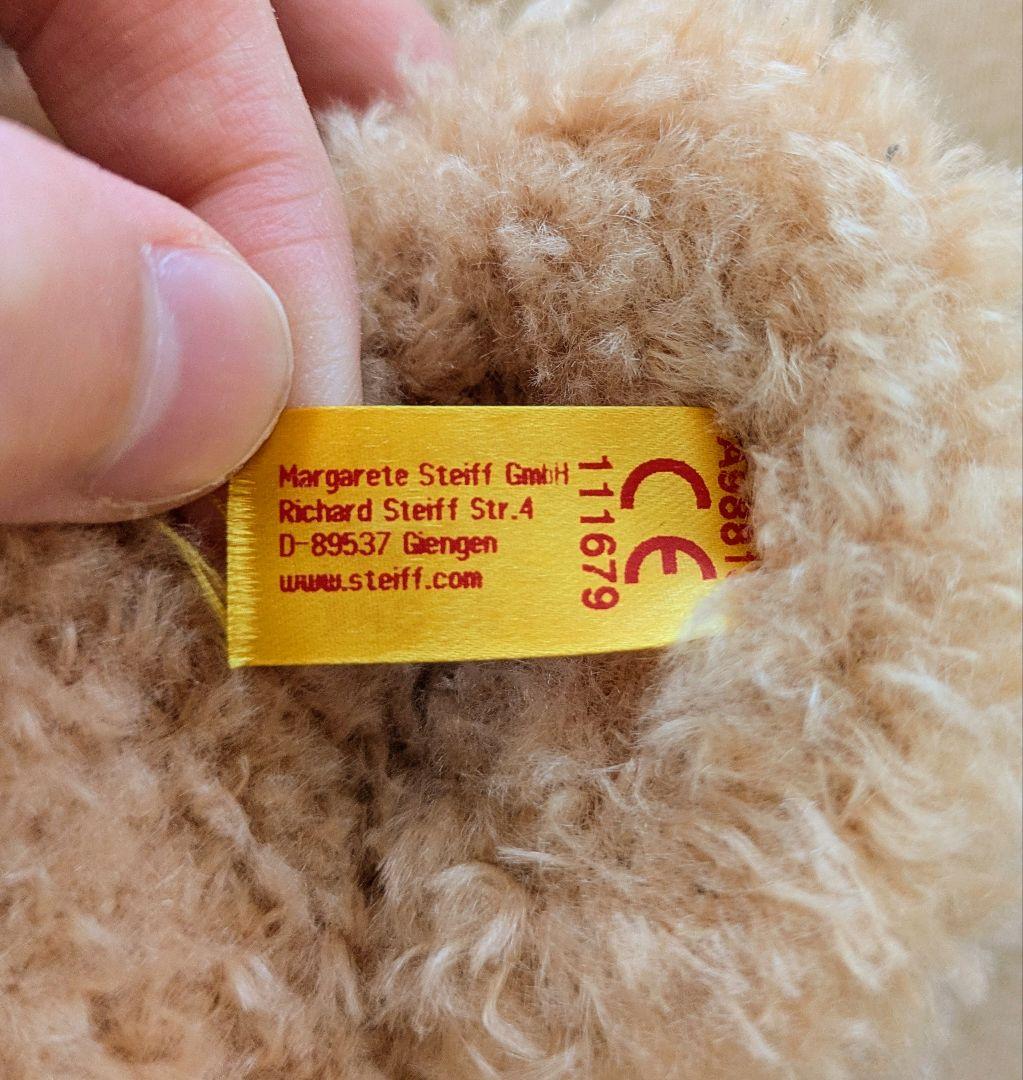 Margarete Steiff GmbH
Richard Steiff Str.4
D-89537 Giengen
www.steiff.com
111679
CE